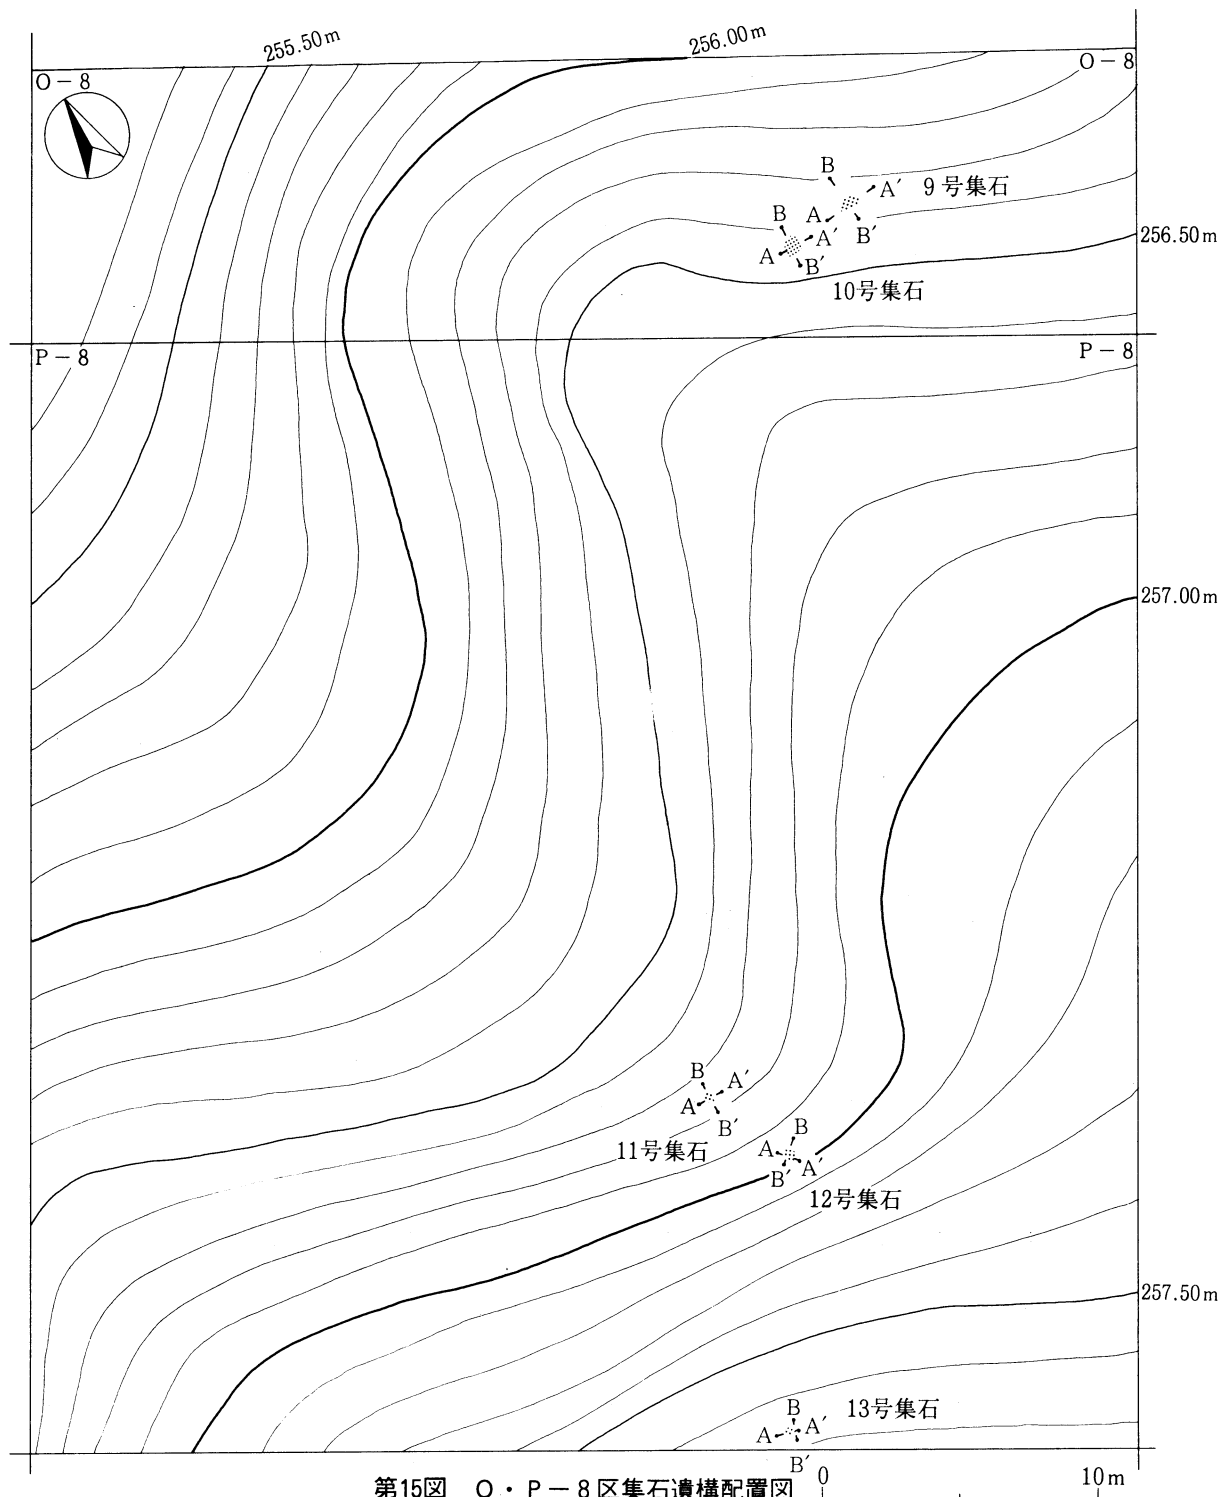 255.50m
256.00m
O－8
O－8
B
A′
9号集石
B
A
A′
B′
A
B′
256.50m
10号集石
P－8
P－8
257.00m
B
A′
A
B′
11号集石
B
A
A′
B′
12号集石
257.50m
B
13号集石
A
A′
B′
0
10m
第15図　O・P－8区集石遺構配置図